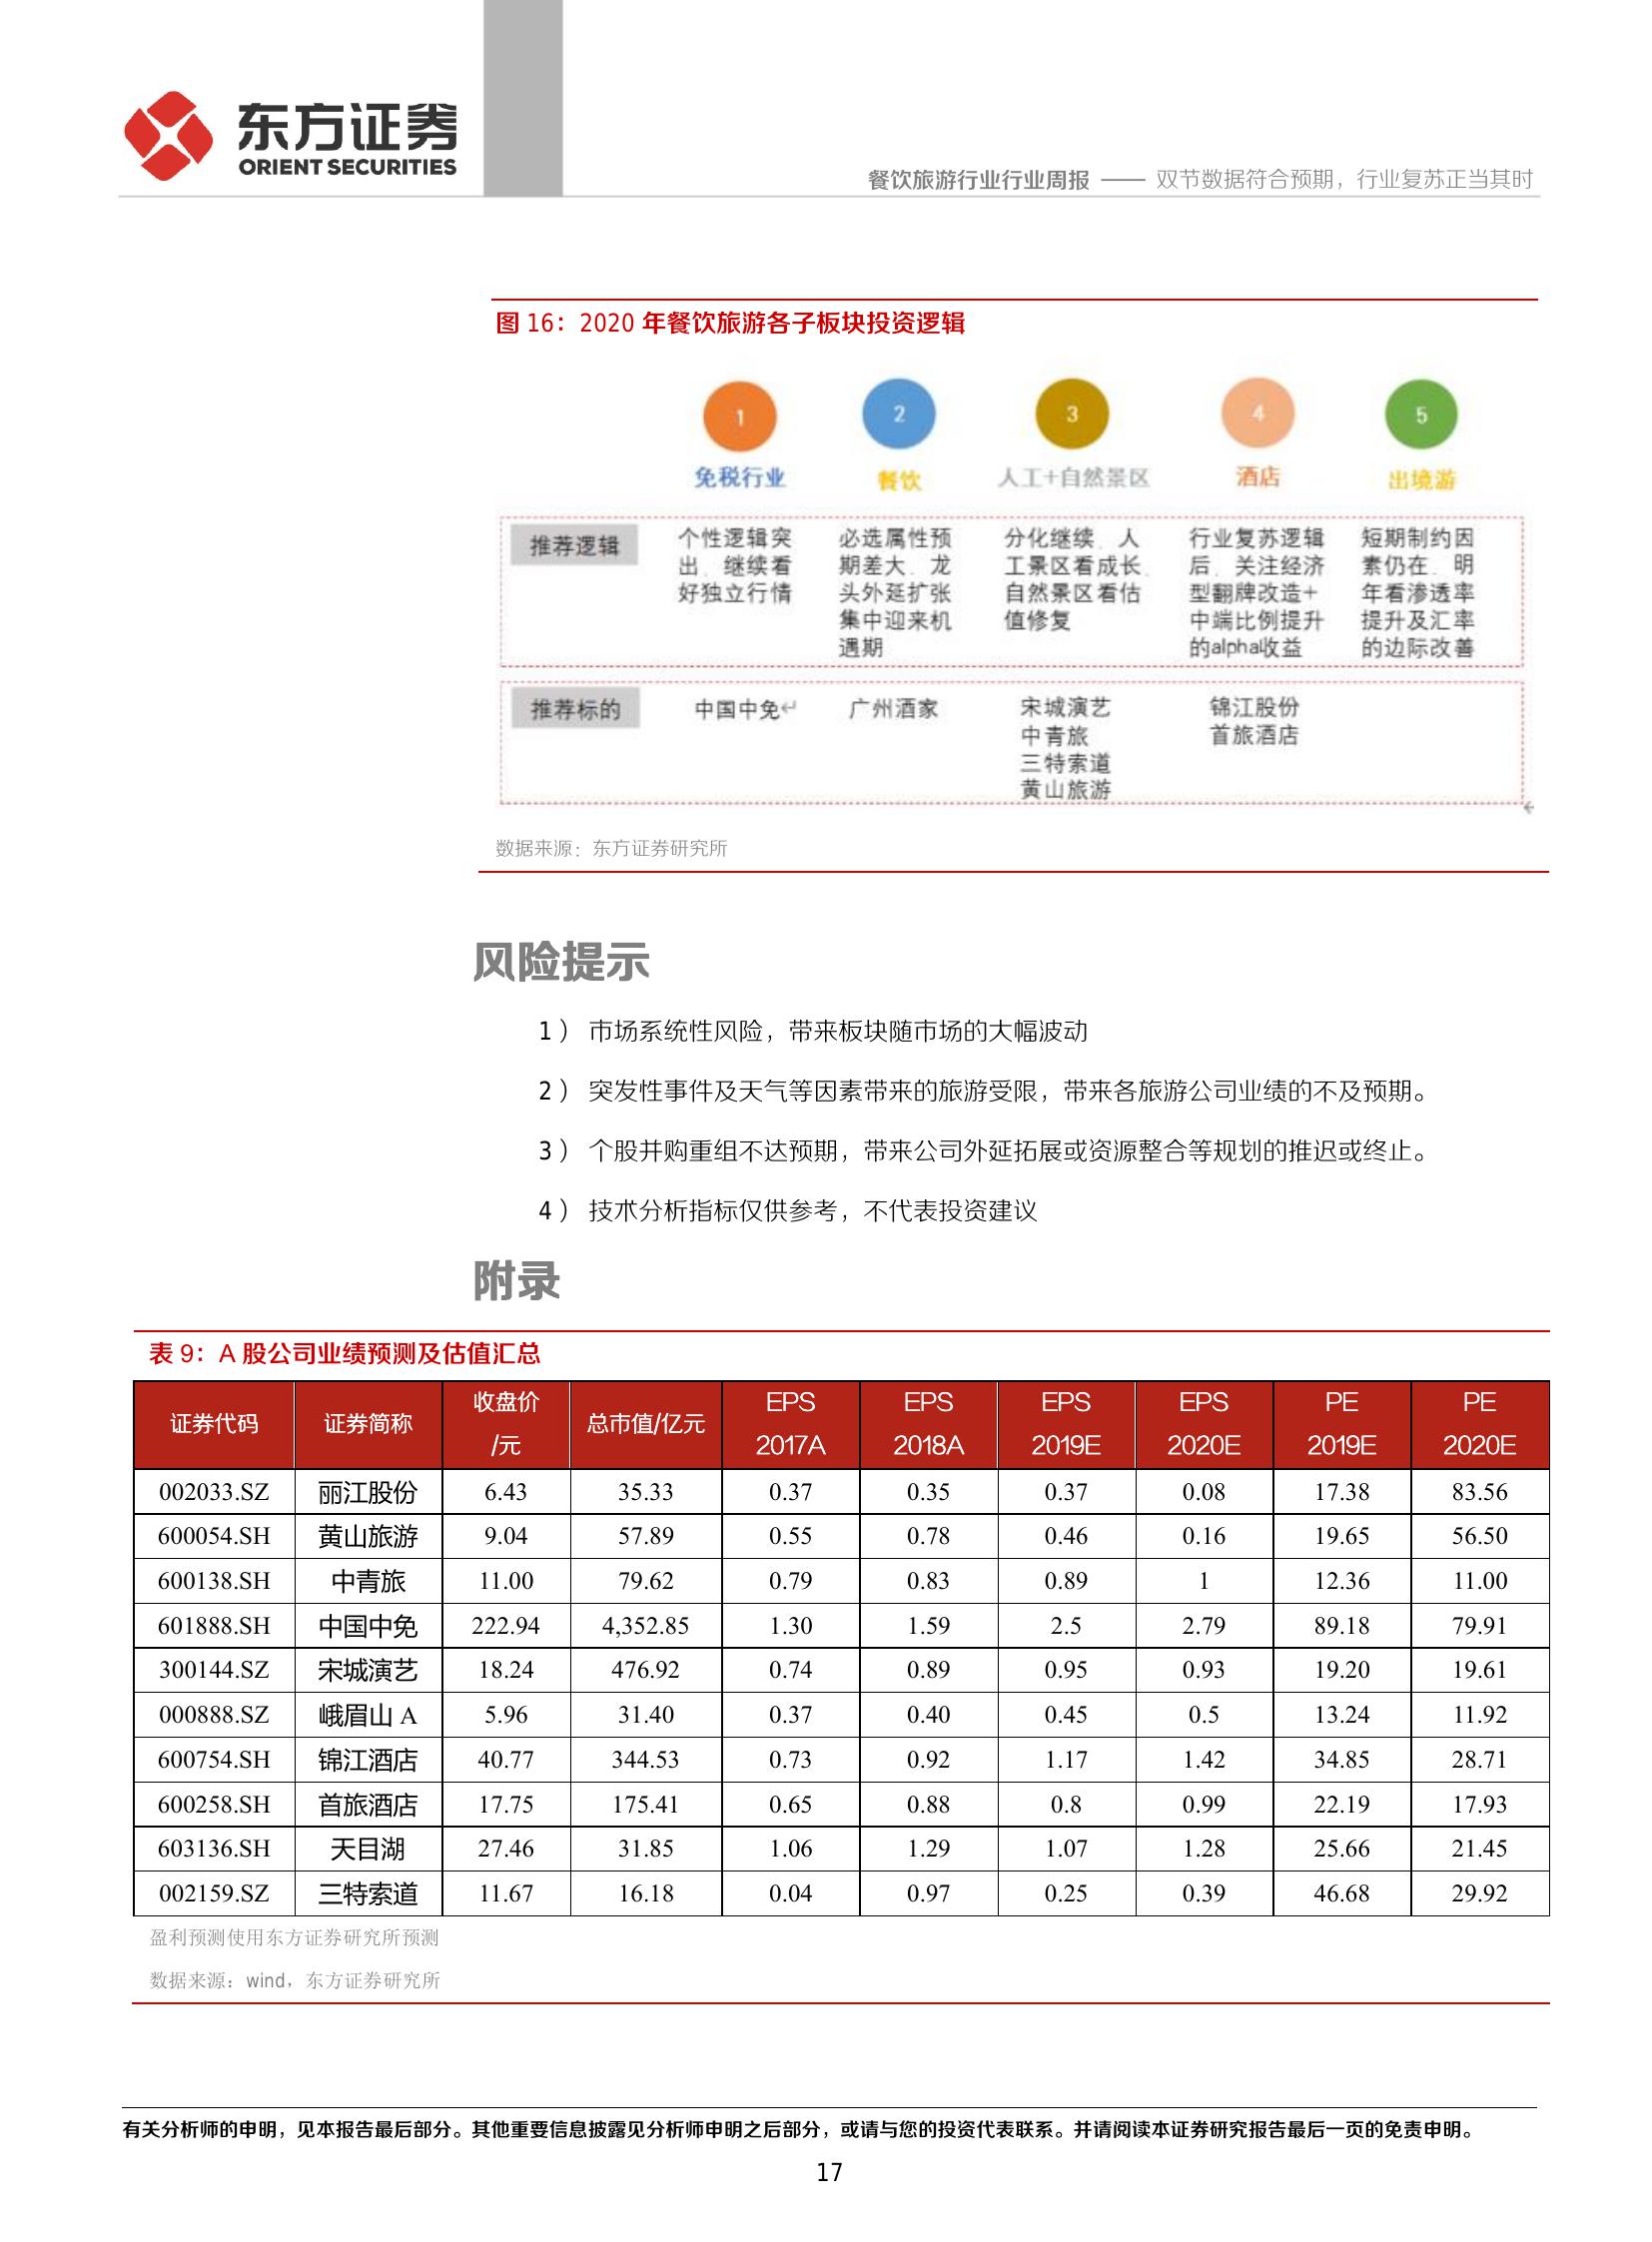 东方证券
ORIENT SECURITIES
餐饮旅游行业行业周报 —— 双节数据符合预期，行业复苏正当其时
图 16：2020 年餐饮旅游各子板块投资逻辑
1 2 3 4 5
免税行业 餐饮 人工+自然景区 酒店 出境游
推荐逻辑
个性逻辑突
出，继续看
好独立行情
必选属性预
期差大，龙
头外延扩张
集中迎来机
遇期
分化继续，人
工景区看成长，
自然景区看估
值修复
行业复苏逻辑
后，关注经济
型翻牌改造+
中端比例提升
的alpha收益
短期制约因
素仍在，明
年看渗透率
提升及汇率
的边际改善
推荐标的
中国中免↵
广州酒家
宋城演艺
中青旅
三特索道
黄山旅游
锦江股份
首旅酒店
数据来源：东方证券研究所
风险提示
1） 市场系统性风险，带来板块随市场的大幅波动
2） 突发性事件及天气等因素带来的旅游受限，带来各旅游公司业绩的不及预期。
3） 个股并购重组不达预期，带来公司外延拓展或资源整合等规划的推迟或终止。
4） 技术分析指标仅供参考，不代表投资建议
附录
表 9：A 股公司业绩预测及估值汇总
证券代码 证券简称 收盘价/元 总市值/亿元 EPS 2017A EPS 2018A EPS 2019E EPS 2020E PE 2019E PE 2020E
002033.SZ 丽江股份 6.43 35.33 0.37 0.35 0.37 0.08 17.38 83.56
600054.SH 黄山旅游 9.04 57.89 0.55 0.78 0.46 0.16 19.65 56.50
600138.SH 中青旅 11.00 79.62 0.79 0.83 0.89 1 12.36 11.00
601888.SH 中国中免 222.94 4,352.85 1.30 1.59 2.5 2.79 89.18 79.91
300144.SZ 宋城演艺 18.24 476.92 0.74 0.89 0.95 0.93 19.20 19.61
000888.SZ 峨眉山 A 5.96 31.40 0.37 0.40 0.45 0.5 13.24 11.92
600754.SH 锦江酒店 40.77 344.53 0.73 0.92 1.17 1.42 34.85 28.71
600258.SH 首旅酒店 17.75 175.41 0.65 0.88 0.8 0.99 22.19 17.93
603136.SH 天目湖 27.46 31.85 1.06 1.29 1.07 1.28 25.66 21.45
002159.SZ 三特索道 11.67 16.18 0.04 0.97 0.25 0.39 46.68 29.92
盈利预测使用东方证券研究所预测
数据来源：wind，东方证券研究所
有关分析师的申明，见本报告最后部分。其他重要信息披露见分析师申明之后部分，或请与您的投资代表联系。并请阅读本证券研究报告最后一页的免责申明。
17